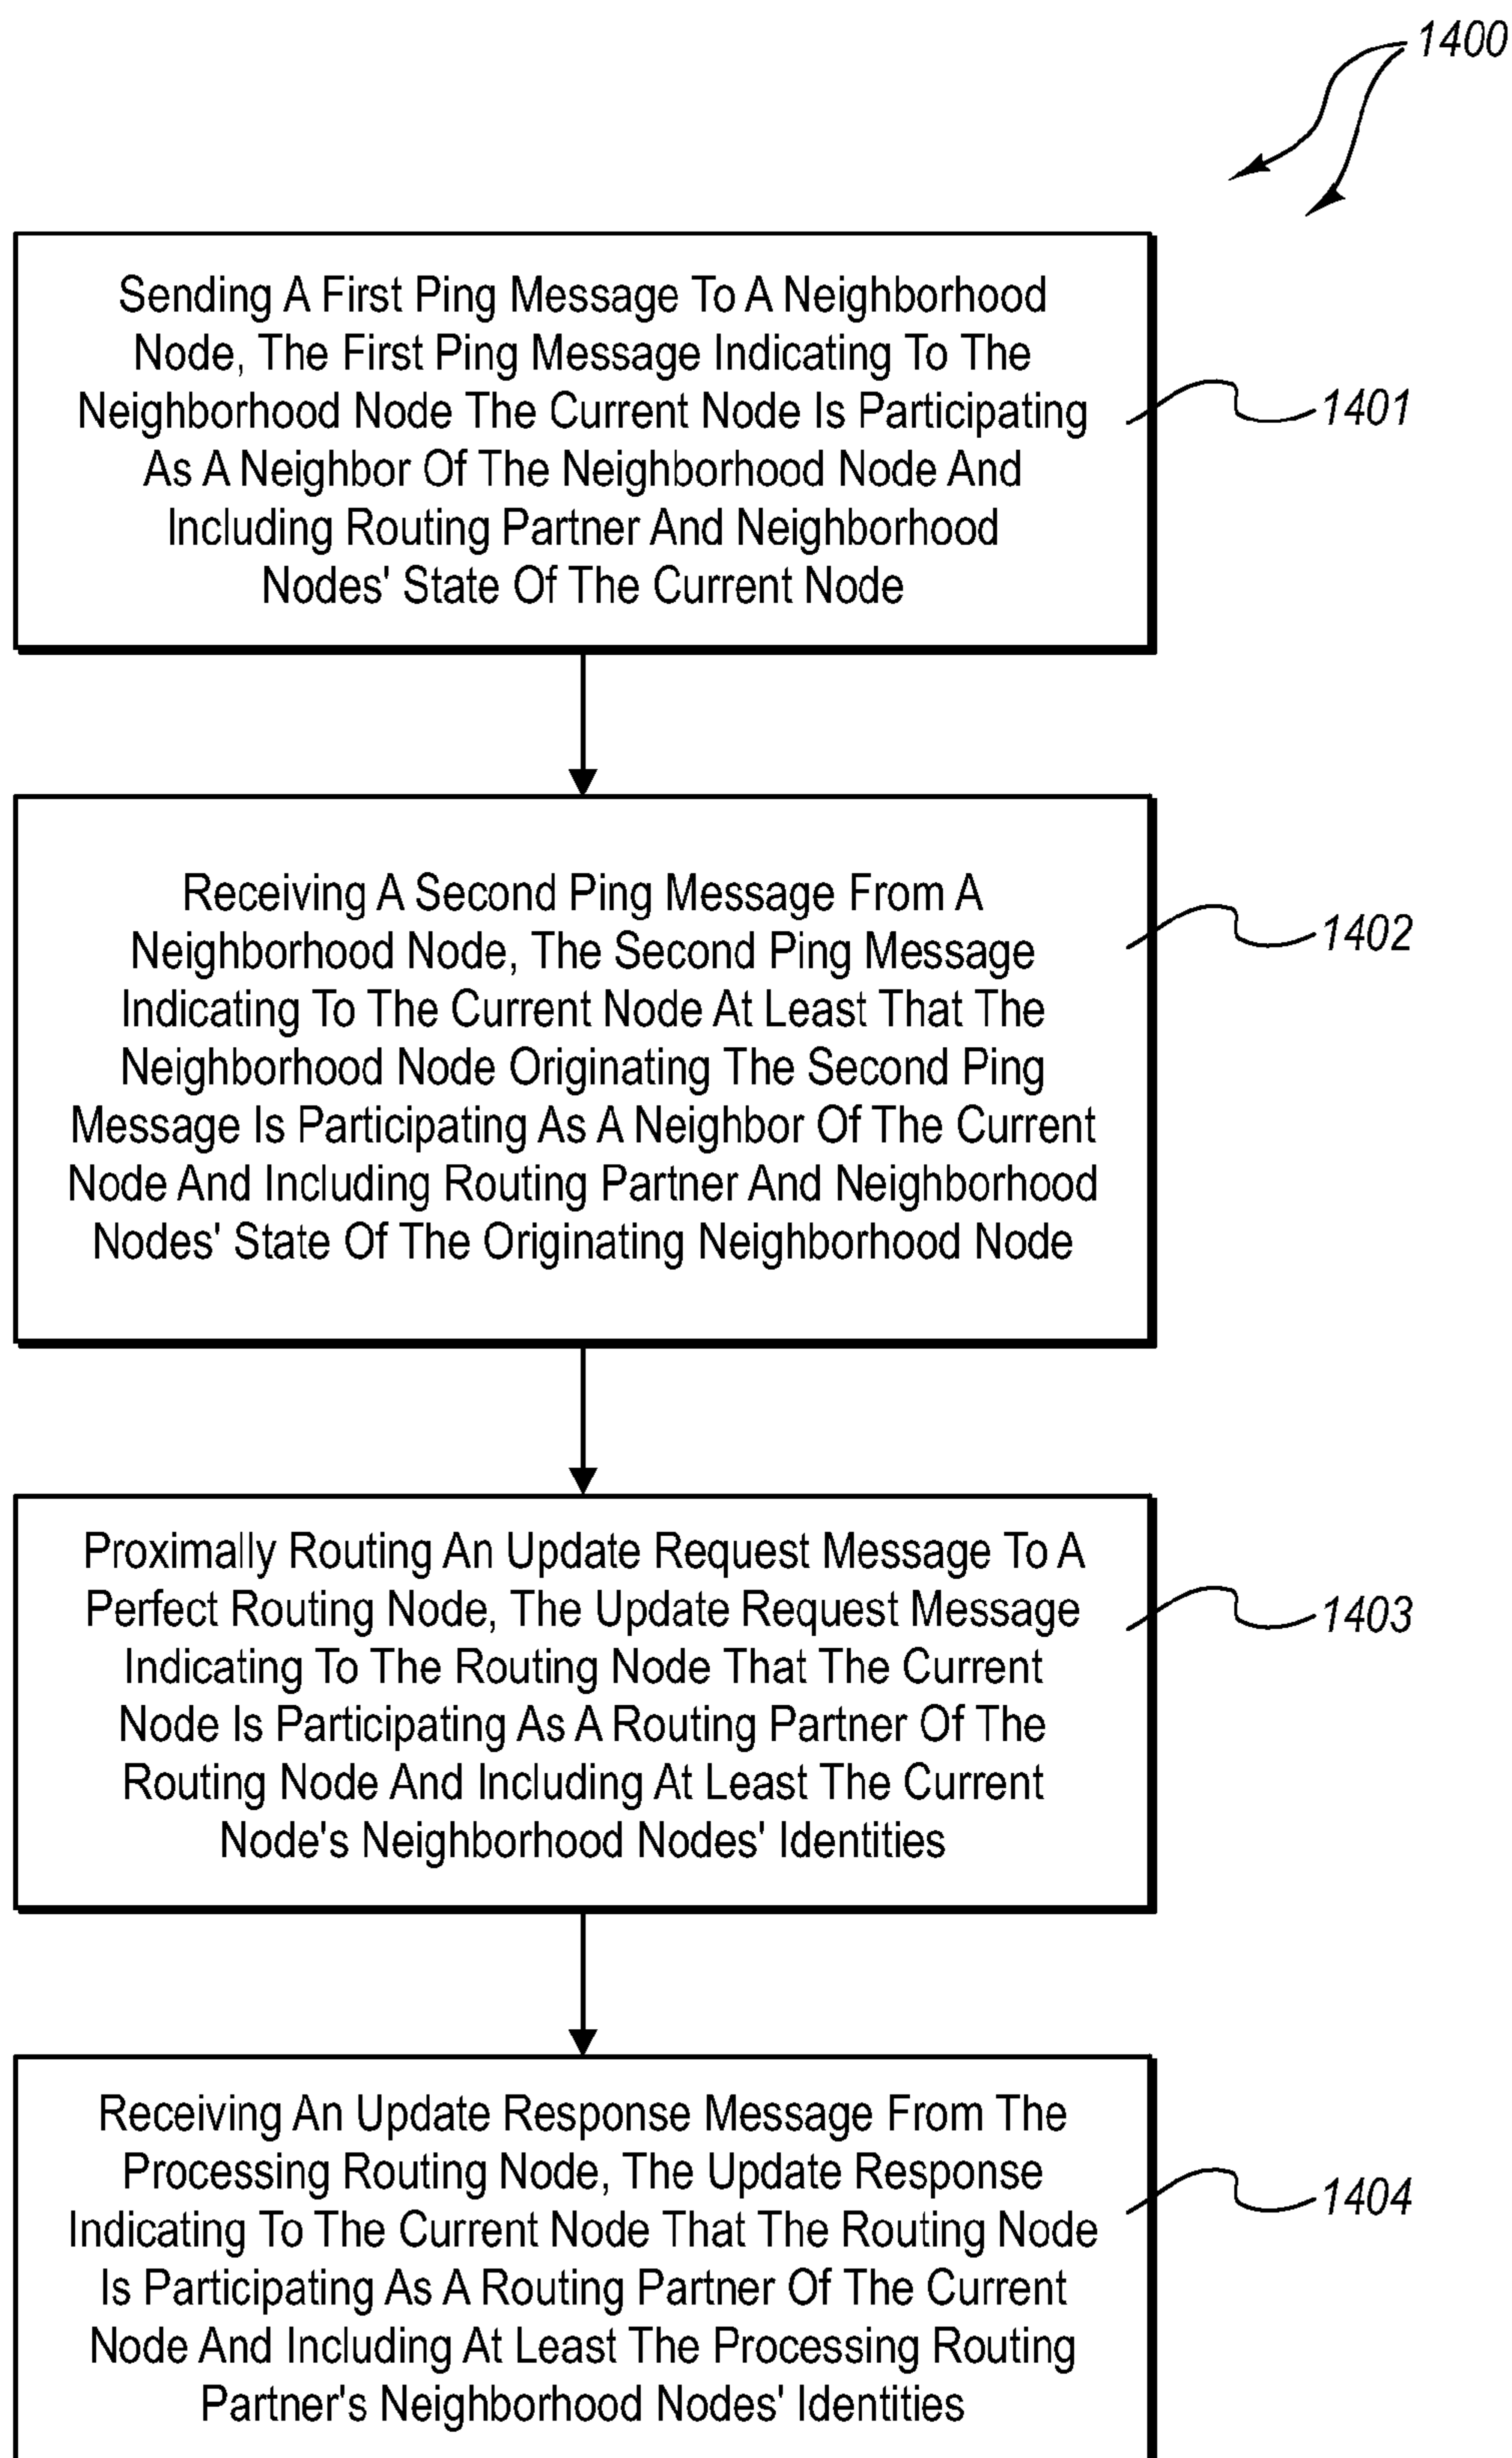 1400
Sending A First Ping Message To A Neighborhood
Node, The First Ping Message Indicating To The
Neighborhood Node The Current Node Is Participating
As A Neighbor Of The Neighborhood Node And
Including Routing Partner And Neighborhood
Nodes' State Of The Current Node
1401
Receiving A Second Ping Message From A
Neighborhood Node, The Second Ping Message
Indicating To The Current Node At Least That The
Neighborhood Node Originating The Second Ping
Message Is Participating As A Neighbor Of The Current
Node And Including Routing Partner And Neighborhood
Nodes' State Of The Originating Neighborhood Node
1402
Proximally Routing An Update Request Message To A
Perfect Routing Node, The Update Request Message
Indicating To The Routing Node That The Current
Node Is Participating As A Routing Partner Of The
Routing Node And Including At Least The Current
Node's Neighborhood Nodes' Identities
1403
Receiving An Update Response Message From The
Processing Routing Node, The Update Response
Indicating To The Current Node That The Routing Node
Is Participating As A Routing Partner Of The Current
Node And Including At Least The Processing Routing
Partner's Neighborhood Nodes' Identities
1404